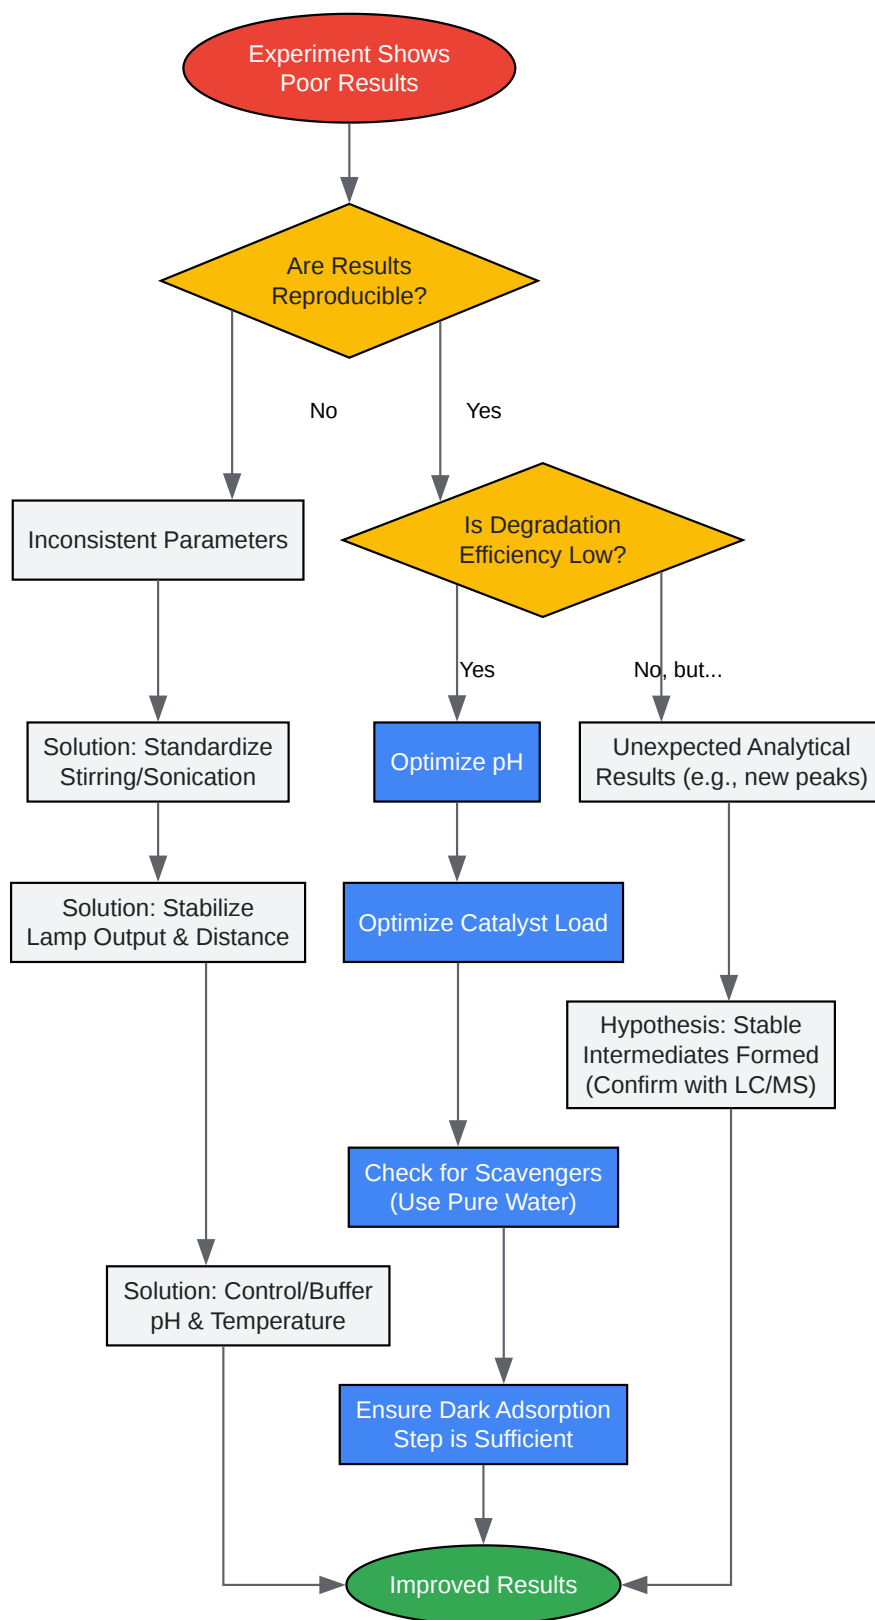 Experiment Shows
Poor Results
Are Results
Reproducible?
No
Yes
Inconsistent Parameters
Is Degradation
Efficiency Low?
Yes
No, but...
Solution: Standardize
Stirring/Sonication
Optimize pH
Unexpected Analytical
Results (e.g., new peaks)
Solution: Stabilize
Lamp Output & Distance
Optimize Catalyst Load
Hypothesis: Stable
Intermediates Formed
(Confirm with LC/MS)
Check for Scavengers
(Use Pure Water)
Solution: Control/Buffer
pH & Temperature
Ensure Dark Adsorption
Step is Sufficient
Improved Results